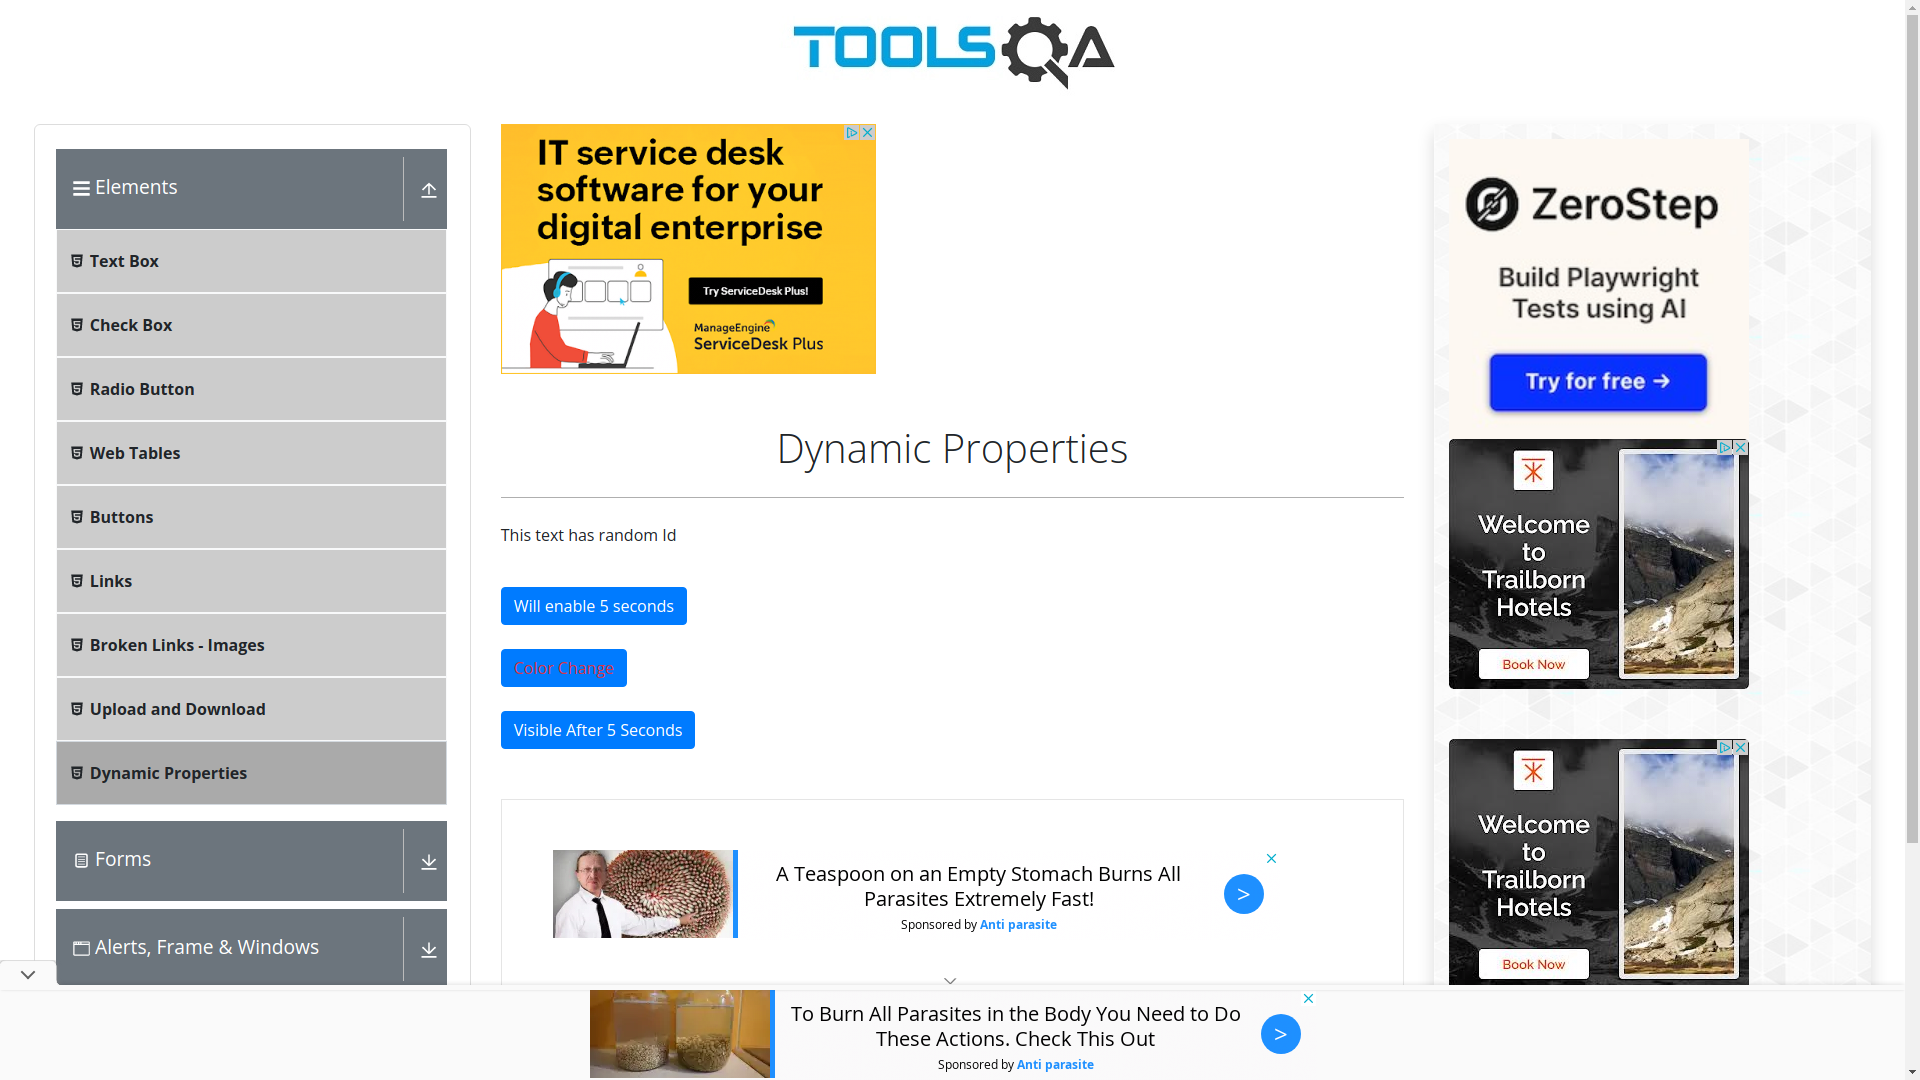 TOOLSQA
Elements
Text Box
Check Box
Radio Button
Web Tables
Buttons
Links
Broken Links - Images
Upload and Download
Dynamic Properties
Forms
Alerts, Frame & Windows
IT service desk
software for your
digital enterprise
Try ServiceDesk Plus!
ManageEngine
ServiceDesk Plus
Dynamic Properties
This text has random Id
Will enable 5 seconds
Color Change
Visible After 5 Seconds
A Teaspoon on an Empty Stomach Burns All
Parasites Extremely Fast!
Sponsored by Anti parasite
>
ZeroStep
Build Playwright
Tests using AI
Try for free →
Welcome
to
Trailborn
Hotels
Book Now
Welcome
to
Trailborn
Hotels
Book Now
To Burn All Parasites in the Body You Need to Do
These Actions. Check This Out
Sponsored by Anti parasite
>